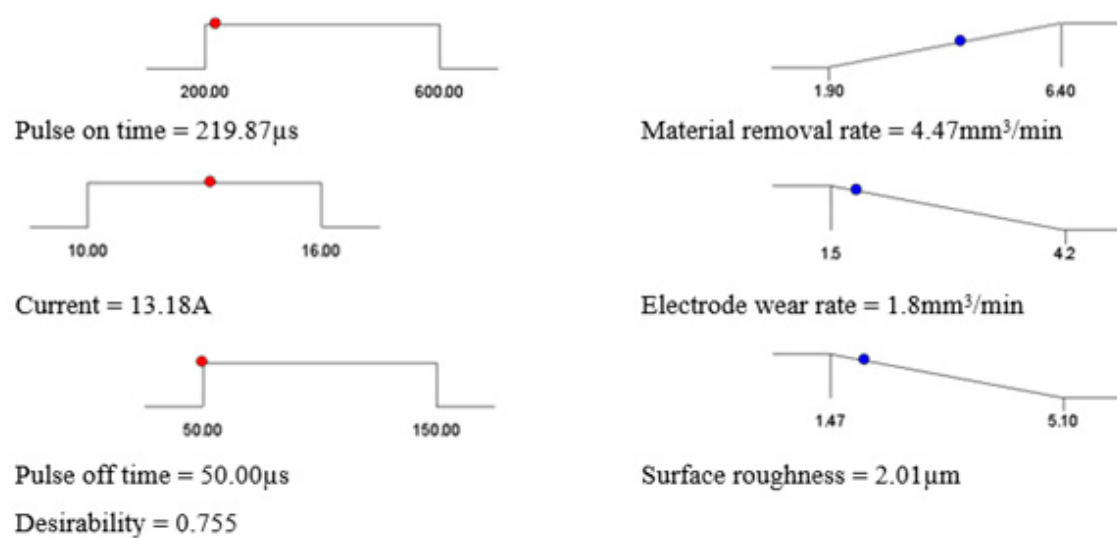 200.00 600.00
Pulse on time = 219.87µs
1.90 6.40
Material removal rate = 4.47mm³/min
10.00 16.00
Current = 13.18A
1.5 4.2
Electrode wear rate = 1.8mm³/min
50.00 150.00
Pulse off time = 50.00µs
1.47 5.10
Surface roughness = 2.01µm
Desirability = 0.755